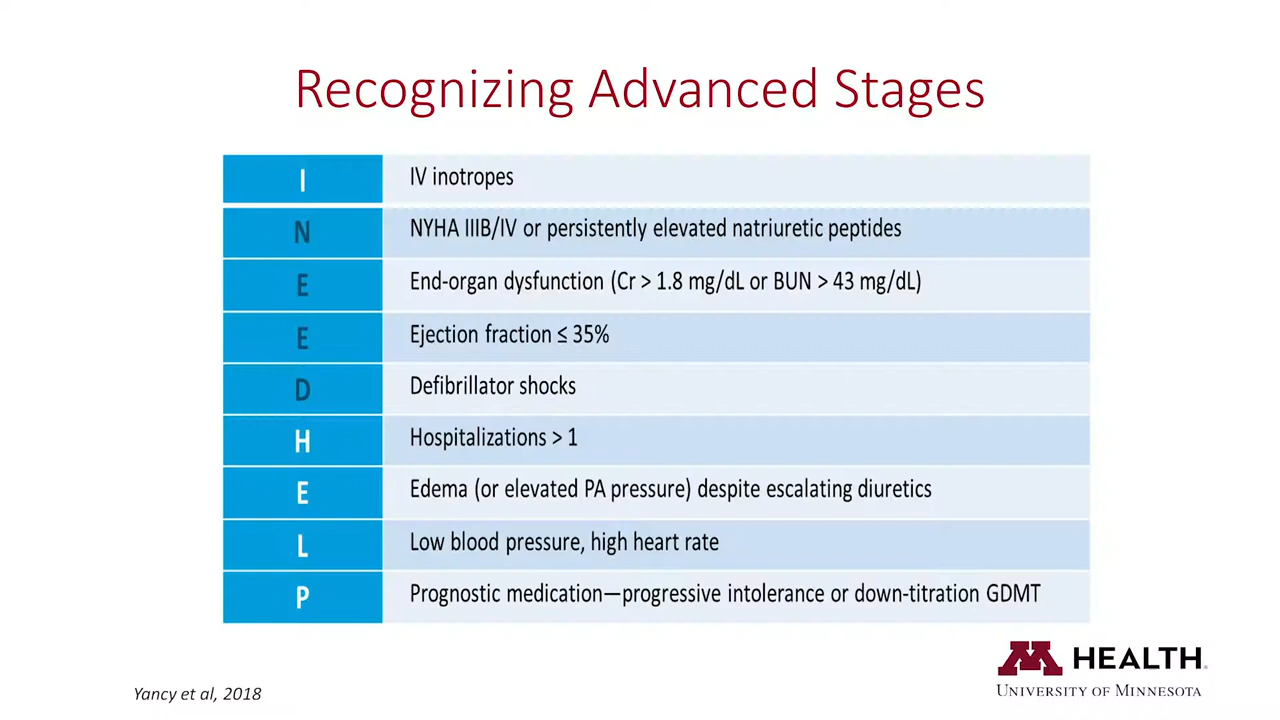 Recognizing Advanced Stages
I IV inotropes
N NYHA IIIB/IV or persistently elevated natriuretic peptides
E End-organ dysfunction (Cr > 1.8 mg/dL or BUN > 43 mg/dL)
E Ejection fraction ≤ 35%
D Defibrillator shocks
H Hospitalizations > 1
E Edema (or elevated PA pressure) despite escalating diuretics
L Low blood pressure, high heart rate
P Prognostic medication—progressive intolerance or down-titration GDMT
M HEALTH
UNIVERSITY OF MINNESOTA
Yancy et al, 2018